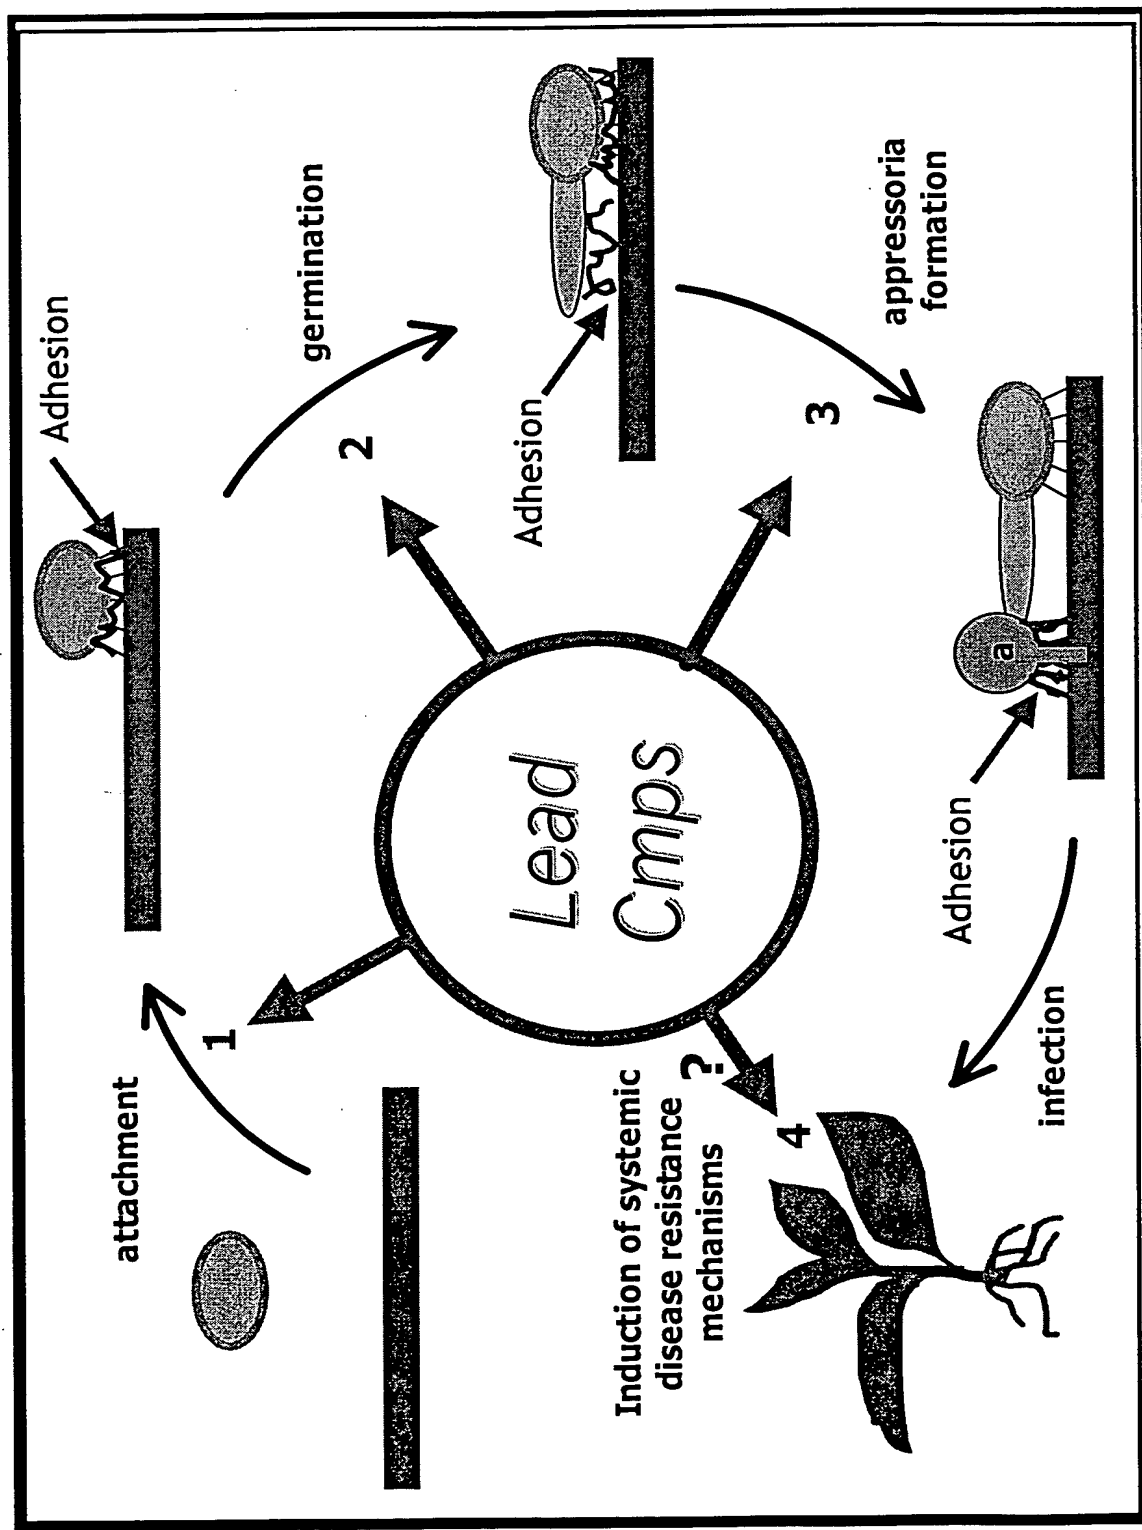 attachment
1
Adhesion
germination
2
Adhesion
appressoria
formation
3
a
Adhesion
infection
Induction of systemic
disease resistance
mechanisms
?
4
Lead
Cmps